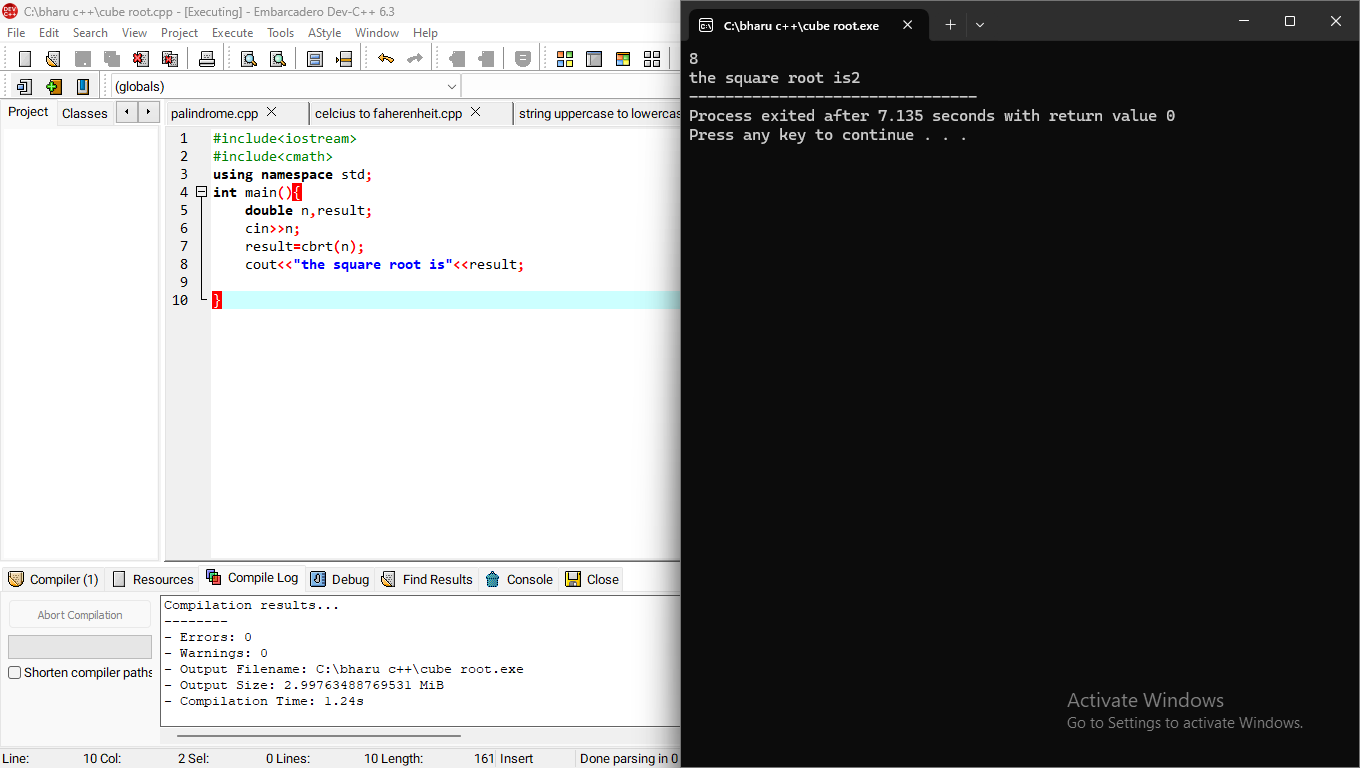 C:\bharu c++\cube root.cpp - [Executing] - Embarcadero Dev-C++ 6.3
File Edit Search View Project Execute Tools AStyle Window Help
(globals)
Project Classes
palindrome.cpp celcius to faherenheit.cpp string uppercase to lowercas
1 #include<iostream>
2 #include<cmath>
3 using namespace std;
4 int main(){
5 double n,result;
6 cin>>n;
7 result=cbrt(n);
8 cout<<"the square root is"<<result;
9
10 }
Compiler (1) Resources Compile Log Debug Find Results Console Close
Abort Compilation
Shorten compiler paths
Compilation results...
--------
- Errors: 0
- Warnings: 0
- Output Filename: C:\bharu c++\cube root.exe
- Output Size: 2.99763488769531 MiB
- Compilation Time: 1.24s
Line: 10 Col: 2 Sel: 0 Lines: 10 Length: 161 Insert Done parsing in 0
C:\bharu c++\cube root.exe
8
the square root is2
--------------------------------
Process exited after 7.135 seconds with return value 0
Press any key to continue . . .
Activate Windows
Go to Settings to activate Windows.